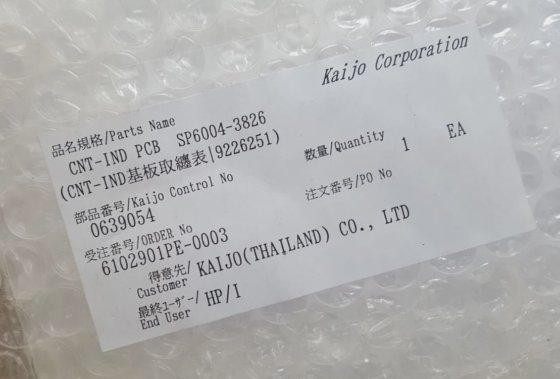 Kaijo Corporation
品名規格/Parts Name
CNT-IND PCB SP6004-3826
(CNT-IND基板取纏表|9226251)
数量/Quantity 1 EA
部品番号/Kaijo Control No
0639054
注文番号/PO No
受注番号/ORDER No
6102901PE-0003
得意先/
Customer KAIJO(THAILAND) CO., LTD
最終ユーザー/
End User HP/I